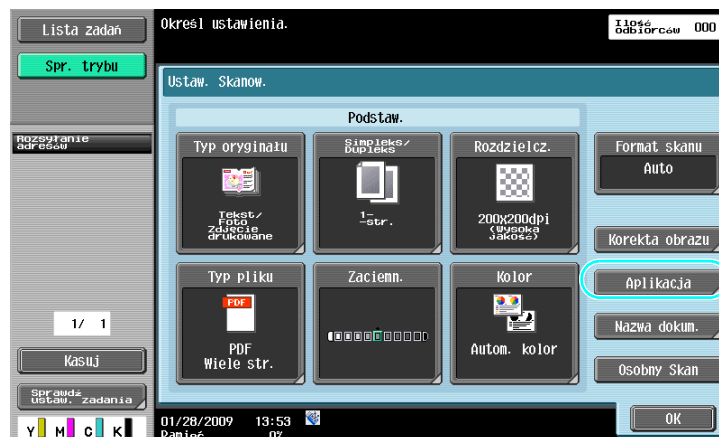 Lista zadań
Określ ustawienia.
Ilość
odbiorców 000
Spr. trybu
Ustaw. Skanow.
Podstaw.
Rozsyłanie
adresów
Typ oryginału
Simpleks/
Dupleks
Rozdzielcz.
Format skanu
Auto
Tekst/
Foto
Zdjęcie
drukowane
1-
-str.
200X200dpi
(Wysoka
jakość)
Korekta obrazu
Typ pliku
Zaciemn.
Kolor
Aplikacja
PDF
PDF
Wiele str.
Autom. kolor
1/ 1
Nazwa dokum.
Kasuj
Osobny Skan
Sprawdź
ustaw. zadania
OK
01/28/2009 13:53
Pamięć 0%
Y M C K